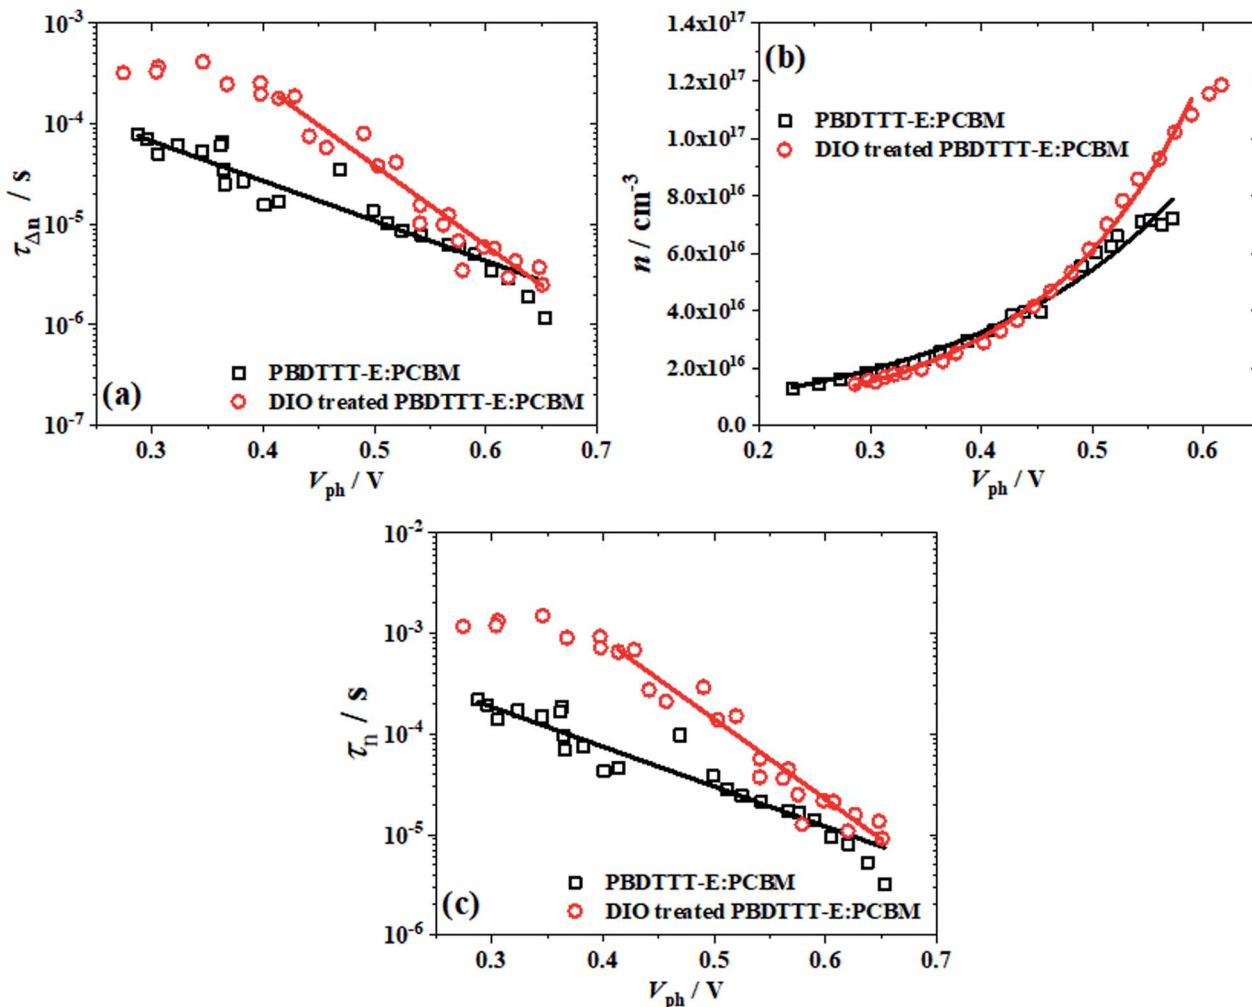 10⁻³
10⁻⁴
10⁻⁵
10⁻⁶
10⁻⁷
τΔn / s
PBDTTT-E:PCBM
DIO treated PBDTTT-E:PCBM
(a)
0.3 0.4 0.5 0.6 0.7
Vph / V
1.4x10¹⁷
1.2x10¹⁷
1.0x10¹⁷
8.0x10¹⁶
6.0x10¹⁶
4.0x10¹⁶
2.0x10¹⁶
0.0
n / cm⁻³
(b)
PBDTTT-E:PCBM
DIO treated PBDTTT-E:PCBM
0.2 0.3 0.4 0.5 0.6
Vph / V
10⁻²
10⁻³
10⁻⁴
10⁻⁵
10⁻⁶
τn / s
PBDTTT-E:PCBM
DIO treated PBDTTT-E:PCBM
(c)
0.3 0.4 0.5 0.6 0.7
Vph / V